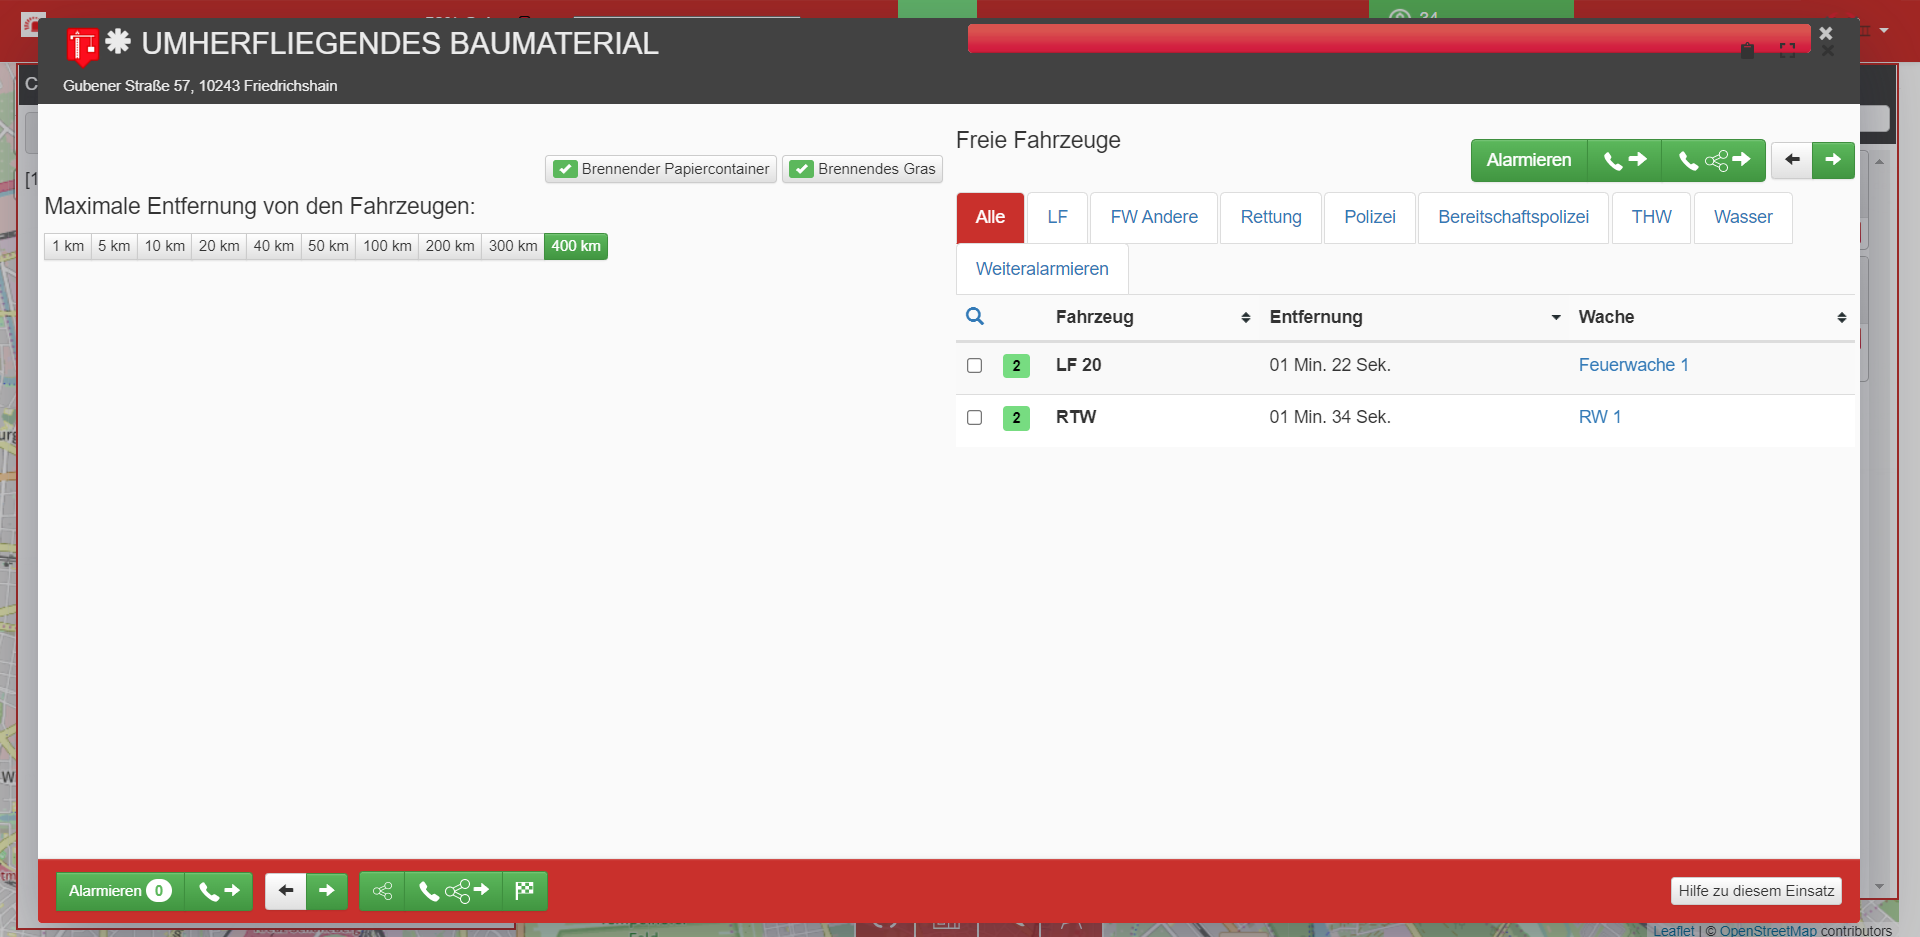 34
UMHERFLIEGENDES BAUMATERIAL
Gubener Straße 57, 10243 Friedrichshain
Brennender Papiercontainer
Brennendes Gras
Maximale Entfernung von den Fahrzeugen:
1 km 5 km 10 km 20 km 40 km 50 km 100 km 200 km 300 km 400 km
Freie Fahrzeuge
Alarmieren
Alle LF FW Andere Rettung Polizei Bereitschaftspolizei THW Wasser
Weiteralarmieren
Fahrzeug Entfernung Wache
2 LF 20 01 Min. 22 Sek. Feuerwache 1
2 RTW 01 Min. 34 Sek. RW 1
Alarmieren 0
Hilfe zu diesem Einsatz
Leaflet | © OpenStreetMap contributors